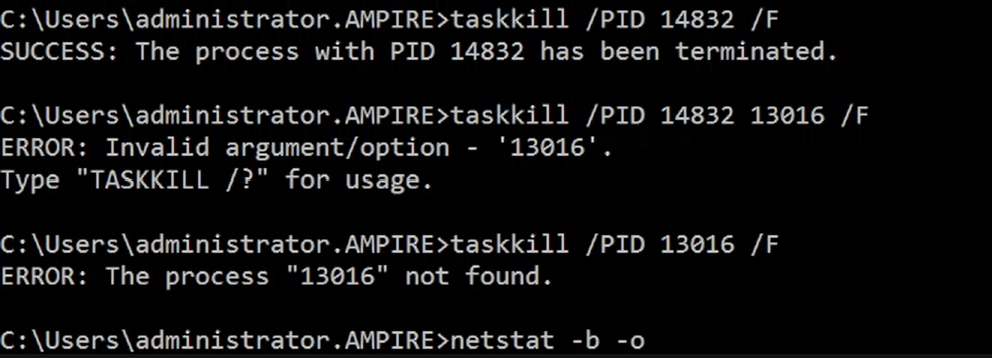 C:\Users\administrator.AMPIRE>taskkill /PID 14832 /F
SUCCESS: The process with PID 14832 has been terminated.
C:\Users\administrator.AMPIRE>taskkill /PID 14832 13016 /F
ERROR: Invalid argument/option - '13016'.
Type "TASKKILL /?" for usage.
C:\Users\administrator.AMPIRE>taskkill /PID 13016 /F
ERROR: The process "13016" not found.
C:\Users\administrator.AMPIRE>netstat -b -o